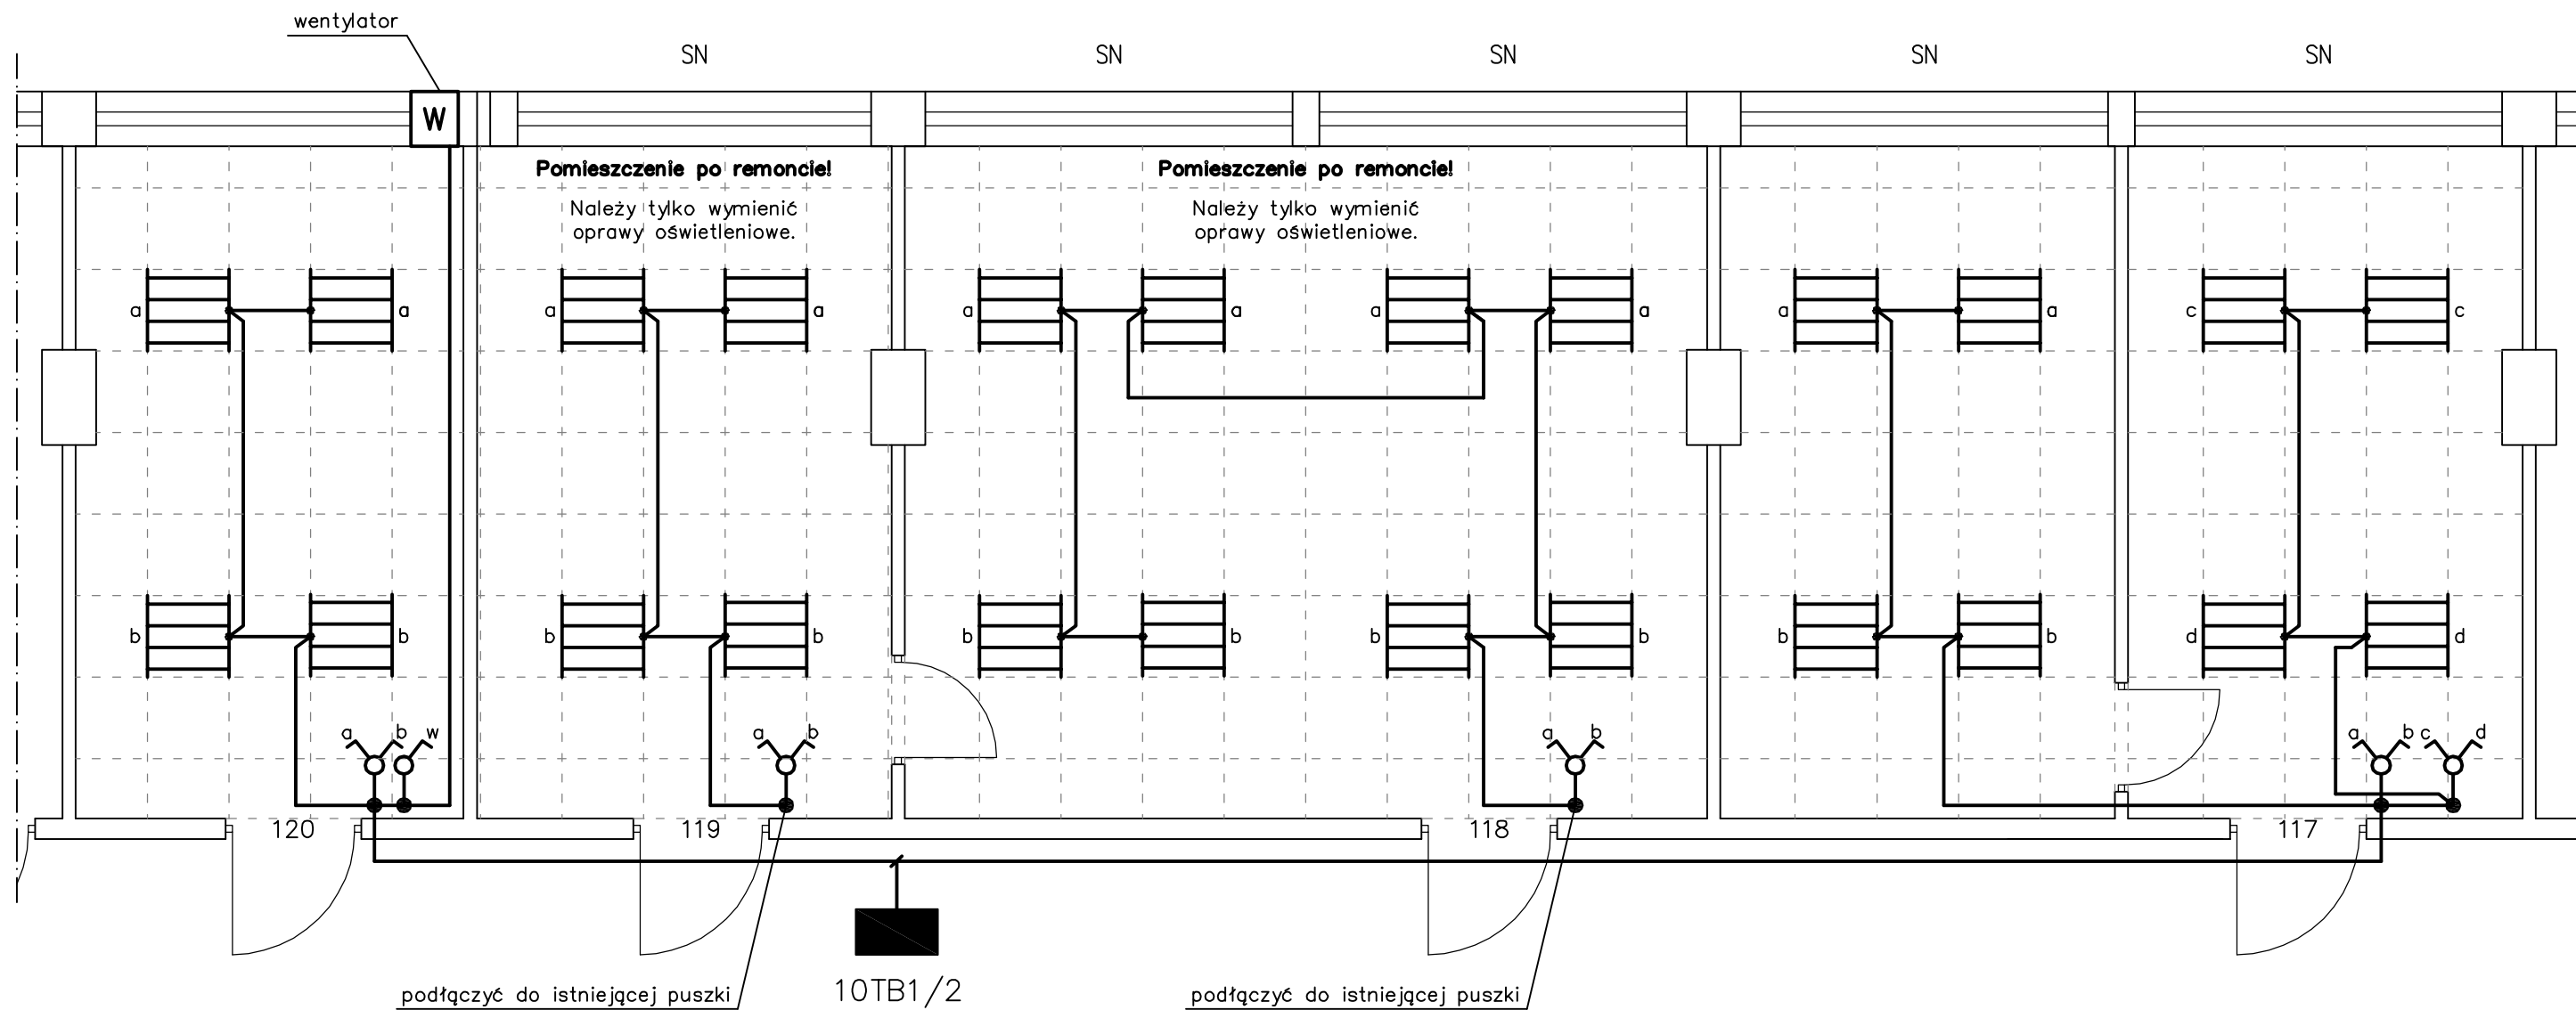 wentylator
SN
SN
SN
SN
SN
W
Pomieszczenie po remoncie!
Należy tylko wymienić
oprawy oświetleniowe.
Pomieszczenie po remoncie!
Należy tylko wymienić
oprawy oświetleniowe.
a a a a a a a a a a c c
b b b b b b b b b b d d
a b w a b a b a b c d
120 119 118 117
podłączyć do istniejącej puszki
10TB1/2
podłączyć do istniejącej puszki